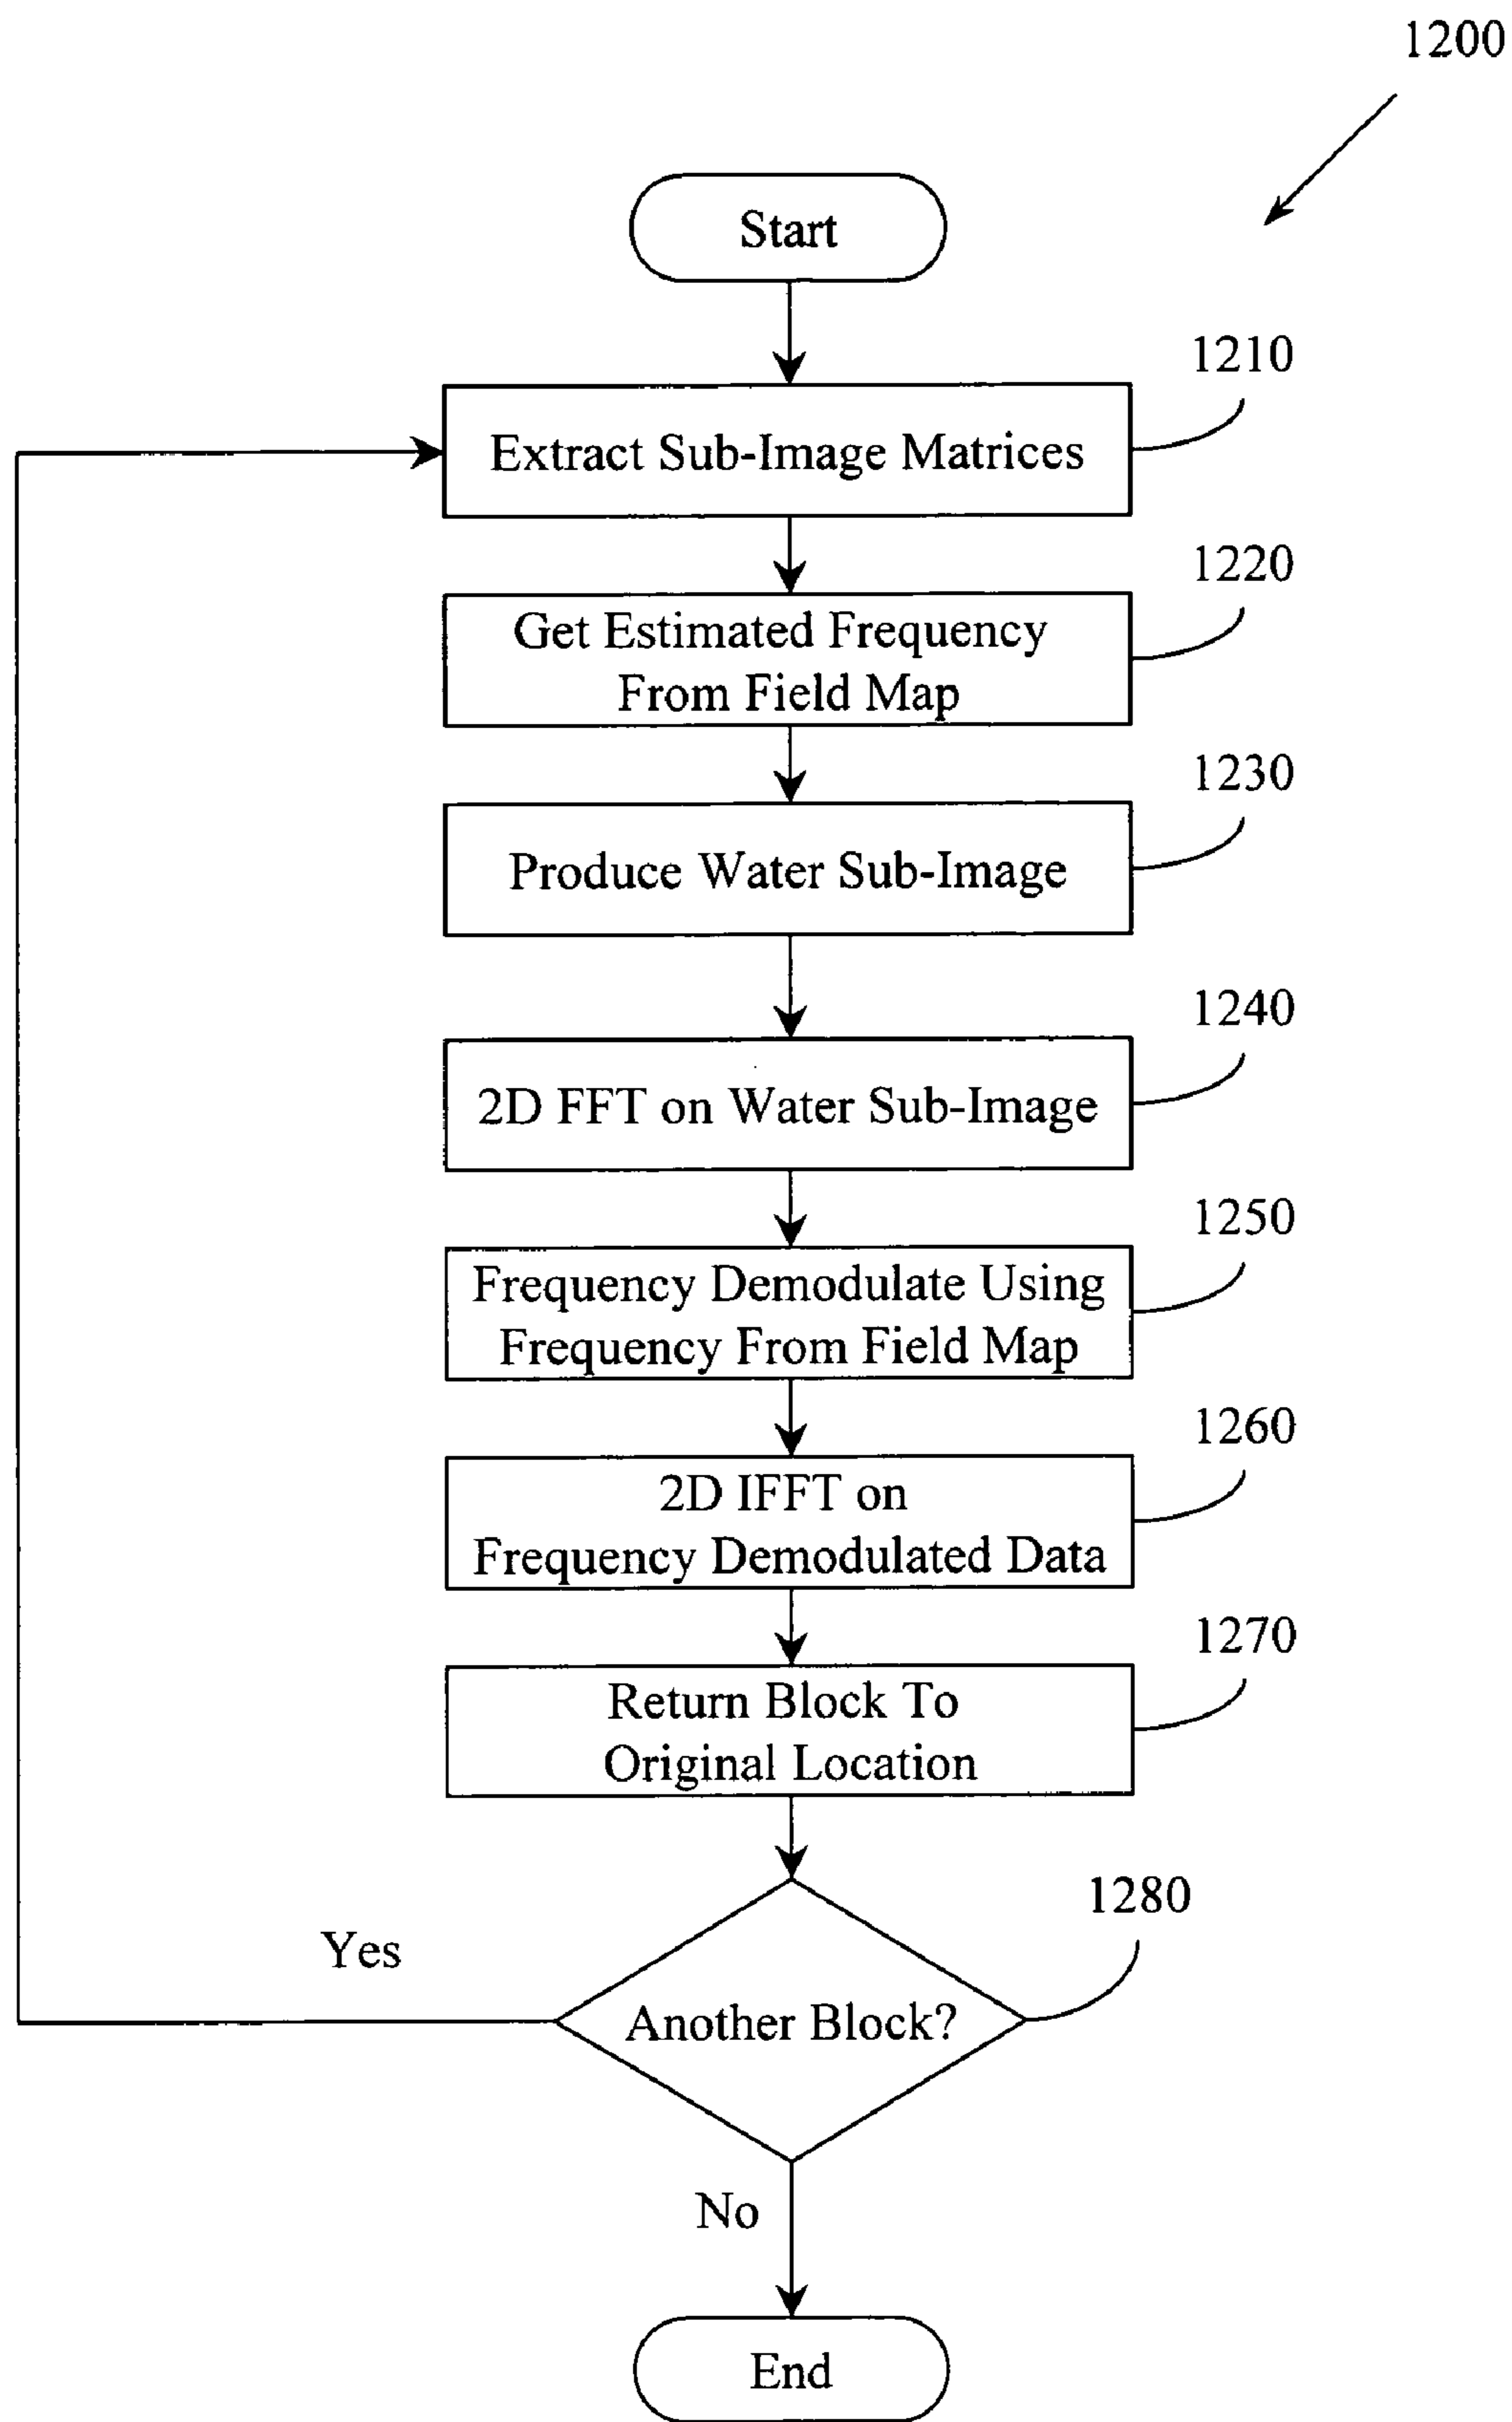 1200
Start
1210
Extract Sub-Image Matrices
1220
Get Estimated Frequency
From Field Map
1230
Produce Water Sub-Image
1240
2D FFT on Water Sub-Image
1250
Frequency Demodulate Using
Frequency From Field Map
1260
2D IFFT on
Frequency Demodulated Data
1270
Return Block To
Original Location
1280
Yes
Another Block?
No
End